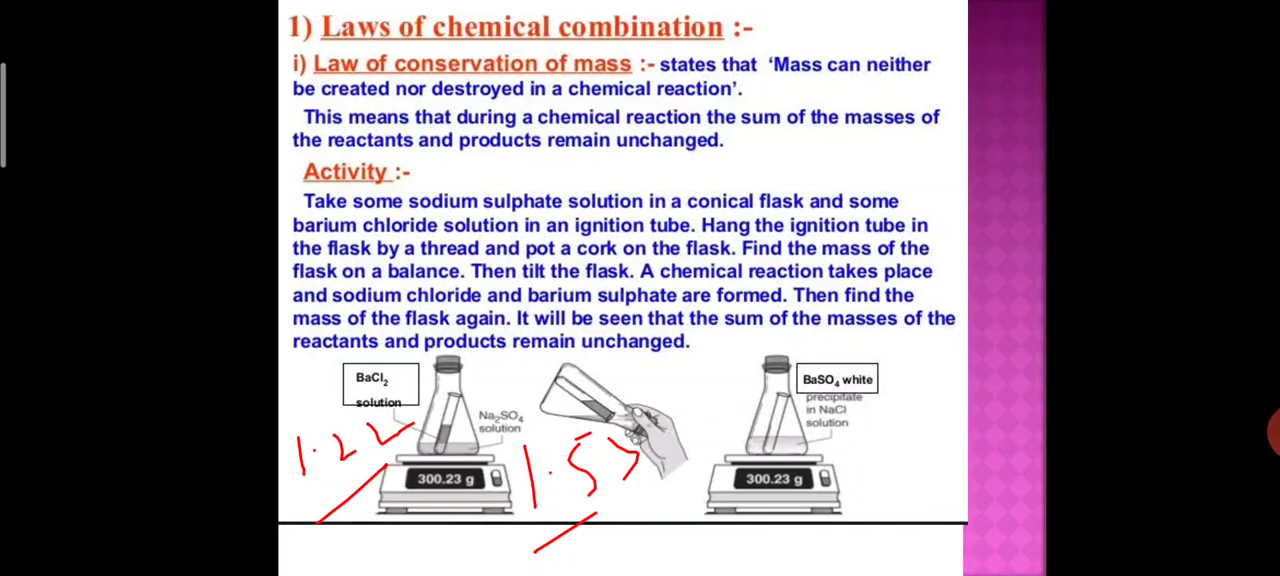 1) Laws of chemical combination :-
i) Law of conservation of mass :- states that ‘Mass can neither
be created nor destroyed in a chemical reaction’.
This means that during a chemical reaction the sum of the masses of
the reactants and products remain unchanged.
Activity :-
Take some sodium sulphate solution in a conical flask and some
barium chloride solution in an ignition tube. Hang the ignition tube in
the flask by a thread and pot a cork on the flask. Find the mass of the
flask on a balance. Then tilt the flask. A chemical reaction takes place
and sodium chloride and barium sulphate are formed. Then find the
mass of the flask again. It will be seen that the sum of the masses of the
reactants and products remain unchanged.
BaCl₂
solution
Na₂SO₄
solution
300.23 g
1.22
1.53
BaSO₄ white
precipitate
in NaCl
solution
300.23 g